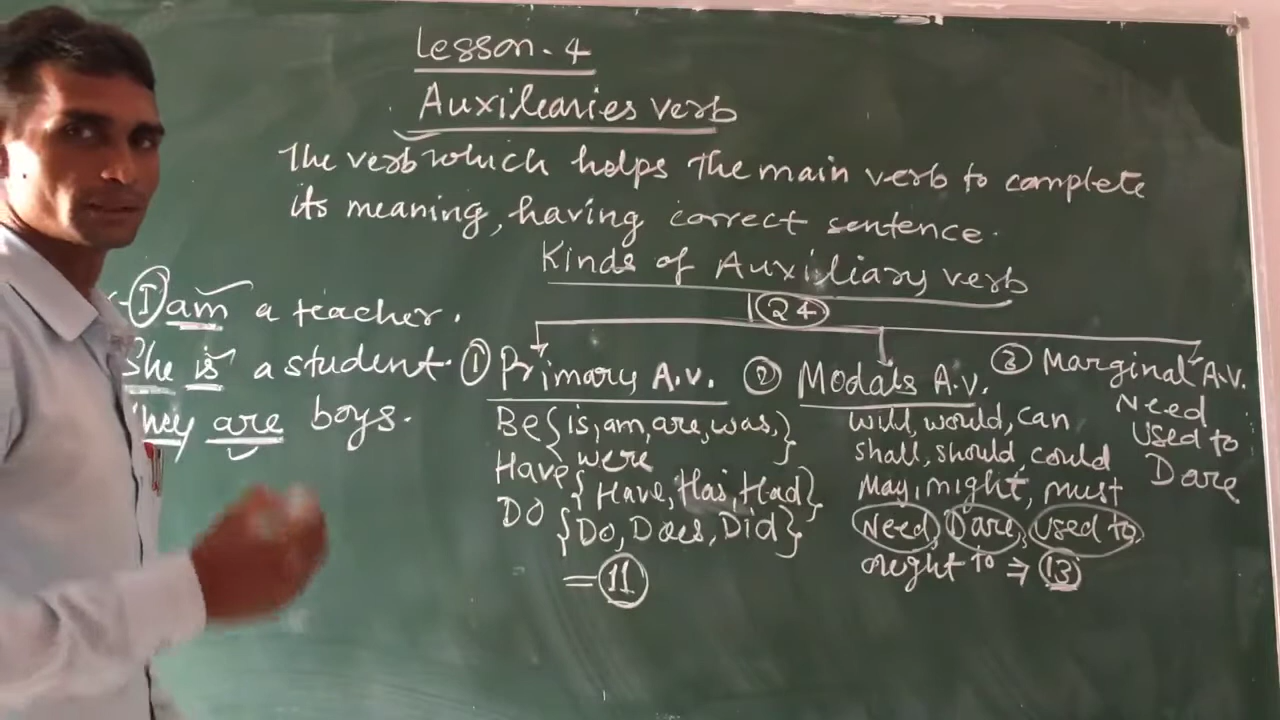 Lesson-4
Auxiliearies verb
The verb which helps the main verb to complete
its meaning, having correct sentence.
Kinds of Auxiliary verb
24
I am a teacher.
She is a student.
They are boys.
① Primary A.V.
Be {is, am, are, was,}
were
Have {Have, Has, Had}
DO {Do, Does, Did}
= 11
② Modals A.V.
will, would, can
shall, should, could
May, might, must
Need, Dare, Used to
ought to ⇒ 13
③ Marginal A.V.
Need
Used to
Dare